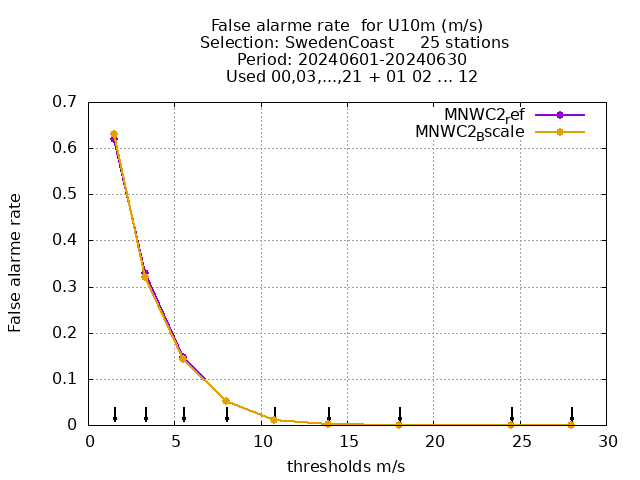 False alarme rate  for U10m (m/s)
Selection: SwedenCoast     25 stations
Period: 20240601-20240630
Used 00,03,...,21 + 01 02 ... 12
MNWC2ref
MNWC2Bscale
False alarme rate
0.7
0.6
0.5
0.4
0.3
0.2
0.1
0
0 5 10 15 20 25 30
thresholds m/s